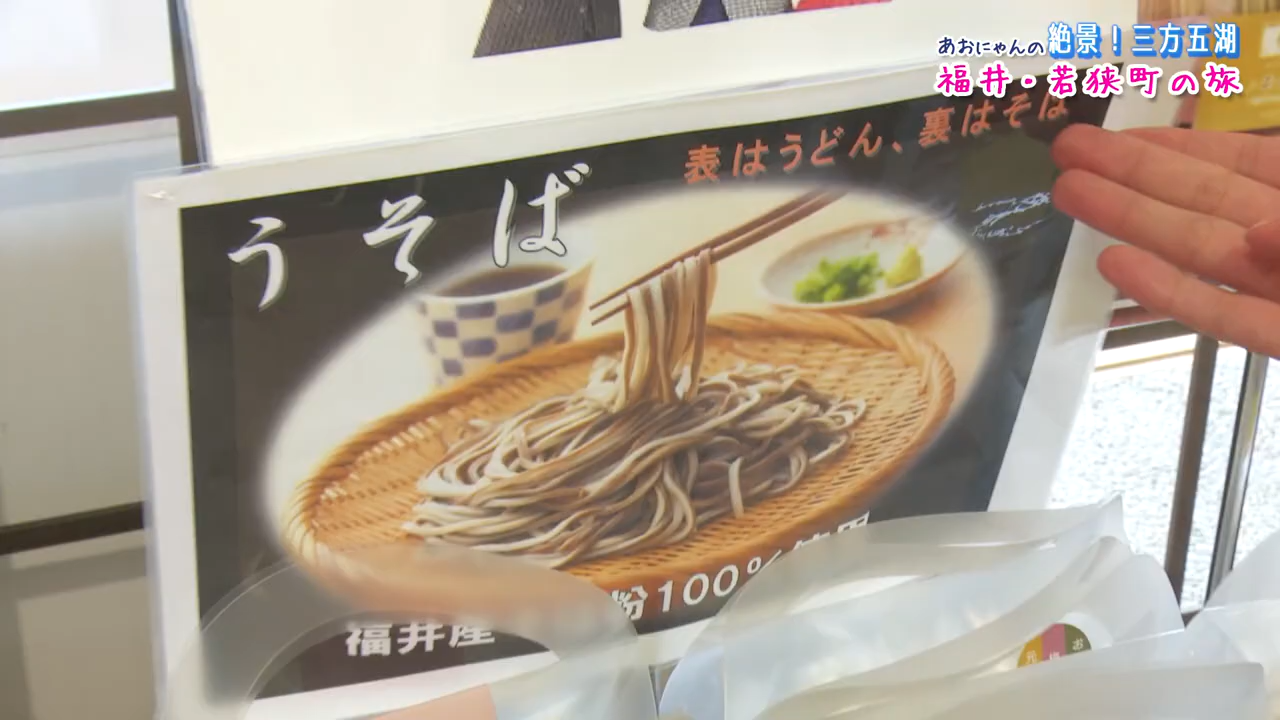 あおにゃんの絶景！三方五湖
福井・若狭町の旅
表はうどん、裏はそば
うそば
福井産
粉100%使用